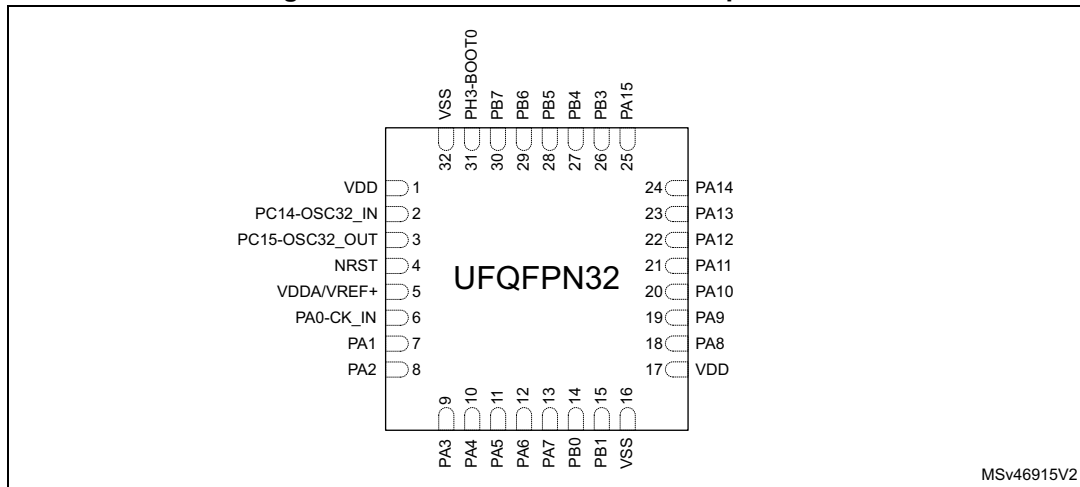 VSS
PH3-BOOT0
PB7
PB6
PB5
PB4
PB3
PA15
32
31
30
29
28
27
26
25
VDD 1
PC14-OSC32_IN 2
PC15-OSC32_OUT 3
NRST 4
VDDA/VREF+ 5
PA0-CK_IN 6
PA1 7
PA2 8
UFQFPN32
24 PA14
23 PA13
22 PA12
21 PA11
20 PA10
19 PA9
18 PA8
17 VDD
9
10
11
12
13
14
15
16
PA3
PA4
PA5
PA6
PA7
PB0
PB1
VSS
MSv46915V2